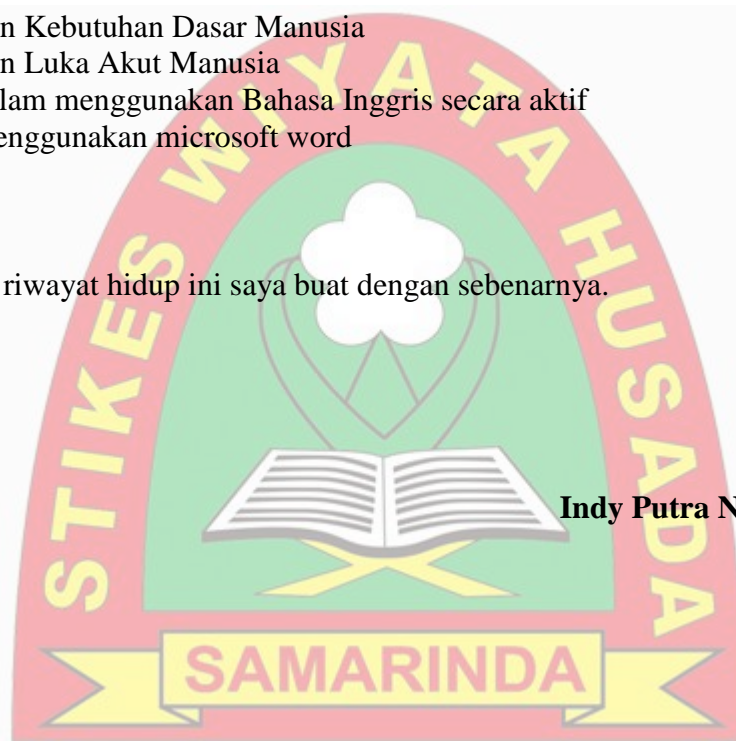 n Kebutuhan Dasar Manusia
n Luka Akut Manusia
lam menggunakan Bahasa Inggris secara aktif
enggunakan microsoft word
riwayat hidup ini saya buat dengan sebenarnya.
Indy Putra N
STIKES WIYATA HUSADA
SAMARINDA